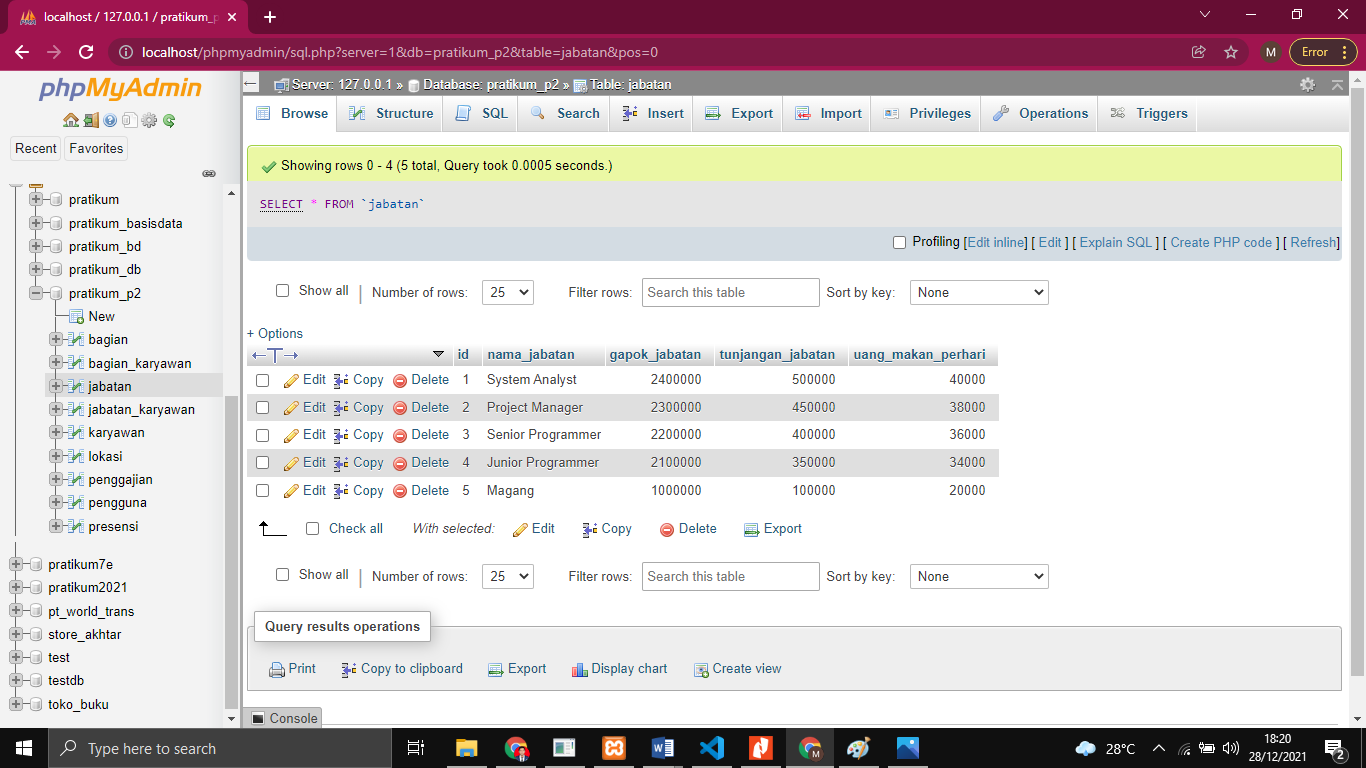 localhost / 127.0.0.1 / pratikum_p
localhost/phpmyadmin/sql.php?server=1&db=pratikum_p2&table=jabatan&pos=0
M
Error
phpMyAdmin
Recent
Favorites
pratikum
pratikum_basisdata
pratikum_bd
pratikum_db
pratikum_p2
New
bagian
bagian_karyawan
jabatan
jabatan_karyawan
karyawan
lokasi
penggajian
pengguna
presensi
pratikum7e
pratikum2021
pt_world_trans
store_akhtar
test
testdb
toko_buku
Server: 127.0.0.1 » Database: pratikum_p2 » Table: jabatan
Browse Structure SQL Search Insert Export Import Privileges Operations Triggers
Showing rows 0 - 4 (5 total, Query took 0.0005 seconds.)
SELECT * FROM `jabatan`
Profiling [Edit inline] [ Edit ] [ Explain SQL ] [ Create PHP code ] [ Refresh]
Show all | Number of rows: 25 Filter rows: Search this table Sort by key: None
+ Options
←T→ id nama_jabatan gapok_jabatan tunjangan_jabatan uang_makan_perhari
Edit Copy Delete 1 System Analyst 2400000 500000 40000
Edit Copy Delete 2 Project Manager 2300000 450000 38000
Edit Copy Delete 3 Senior Programmer 2200000 400000 36000
Edit Copy Delete 4 Junior Programmer 2100000 350000 34000
Edit Copy Delete 5 Magang 1000000 100000 20000
Check all With selected: Edit Copy Delete Export
Show all | Number of rows: 25 Filter rows: Search this table Sort by key: None
Query results operations
Print Copy to clipboard Export Display chart Create view
Console
Type here to search
28°C
18:20
28/12/2021
2